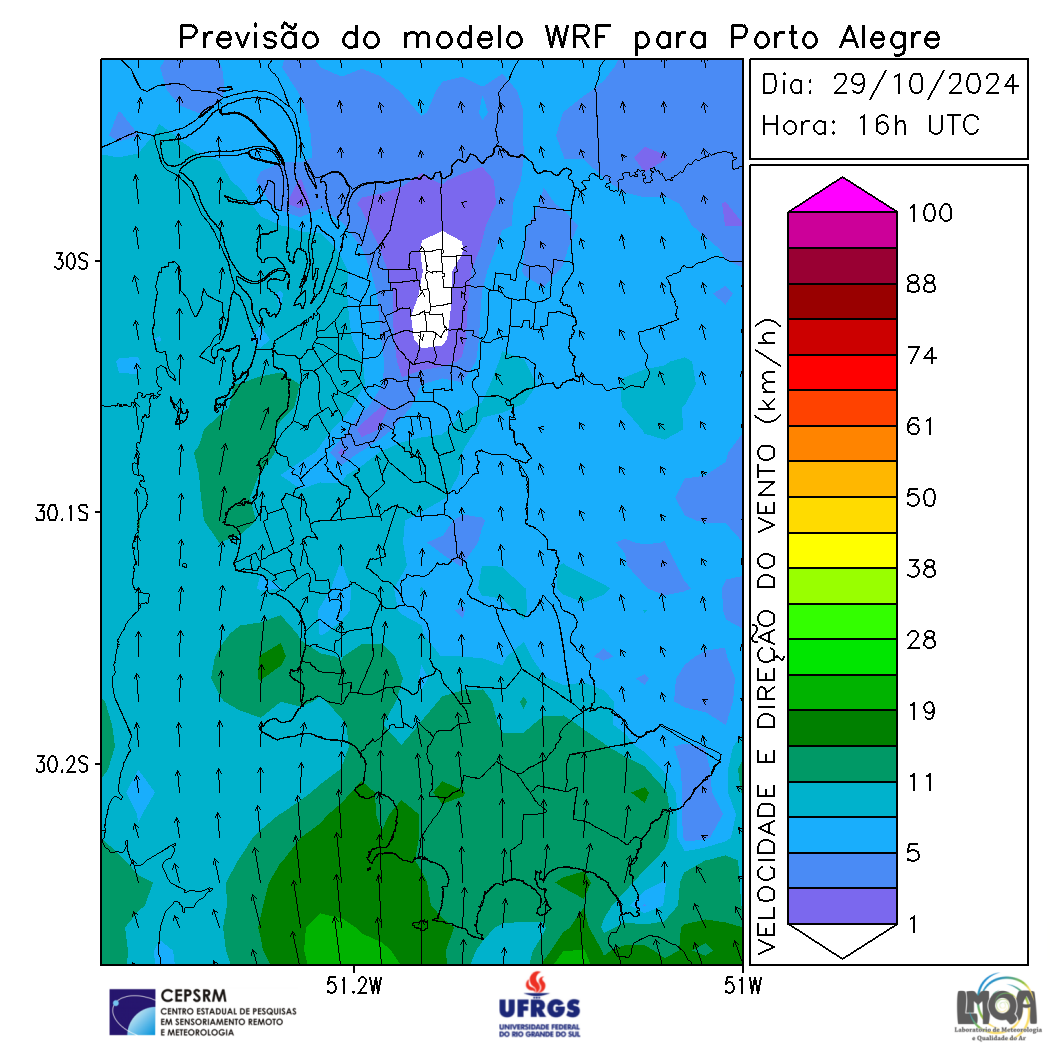 Previsão do modelo WRF para Porto Alegre
Dia: 29/10/2024
Hora: 16h UTC
30S
30.1S
30.2S
51.2W
51W
VELOCIDADE E DIREÇÃO DO VENTO (km/h)
100
88
74
61
50
38
28
19
11
5
1
CEPSRM
CENTRO ESTADUAL DE PESQUISAS
EM SENSORIAMENTO REMOTO
E METEOROLOGIA
UFRGS
UNIVERSIDADE FEDERAL
DO RIO GRANDE DO SUL
LMQA
Laboratório de Meteorologia
e Qualidade do Ar